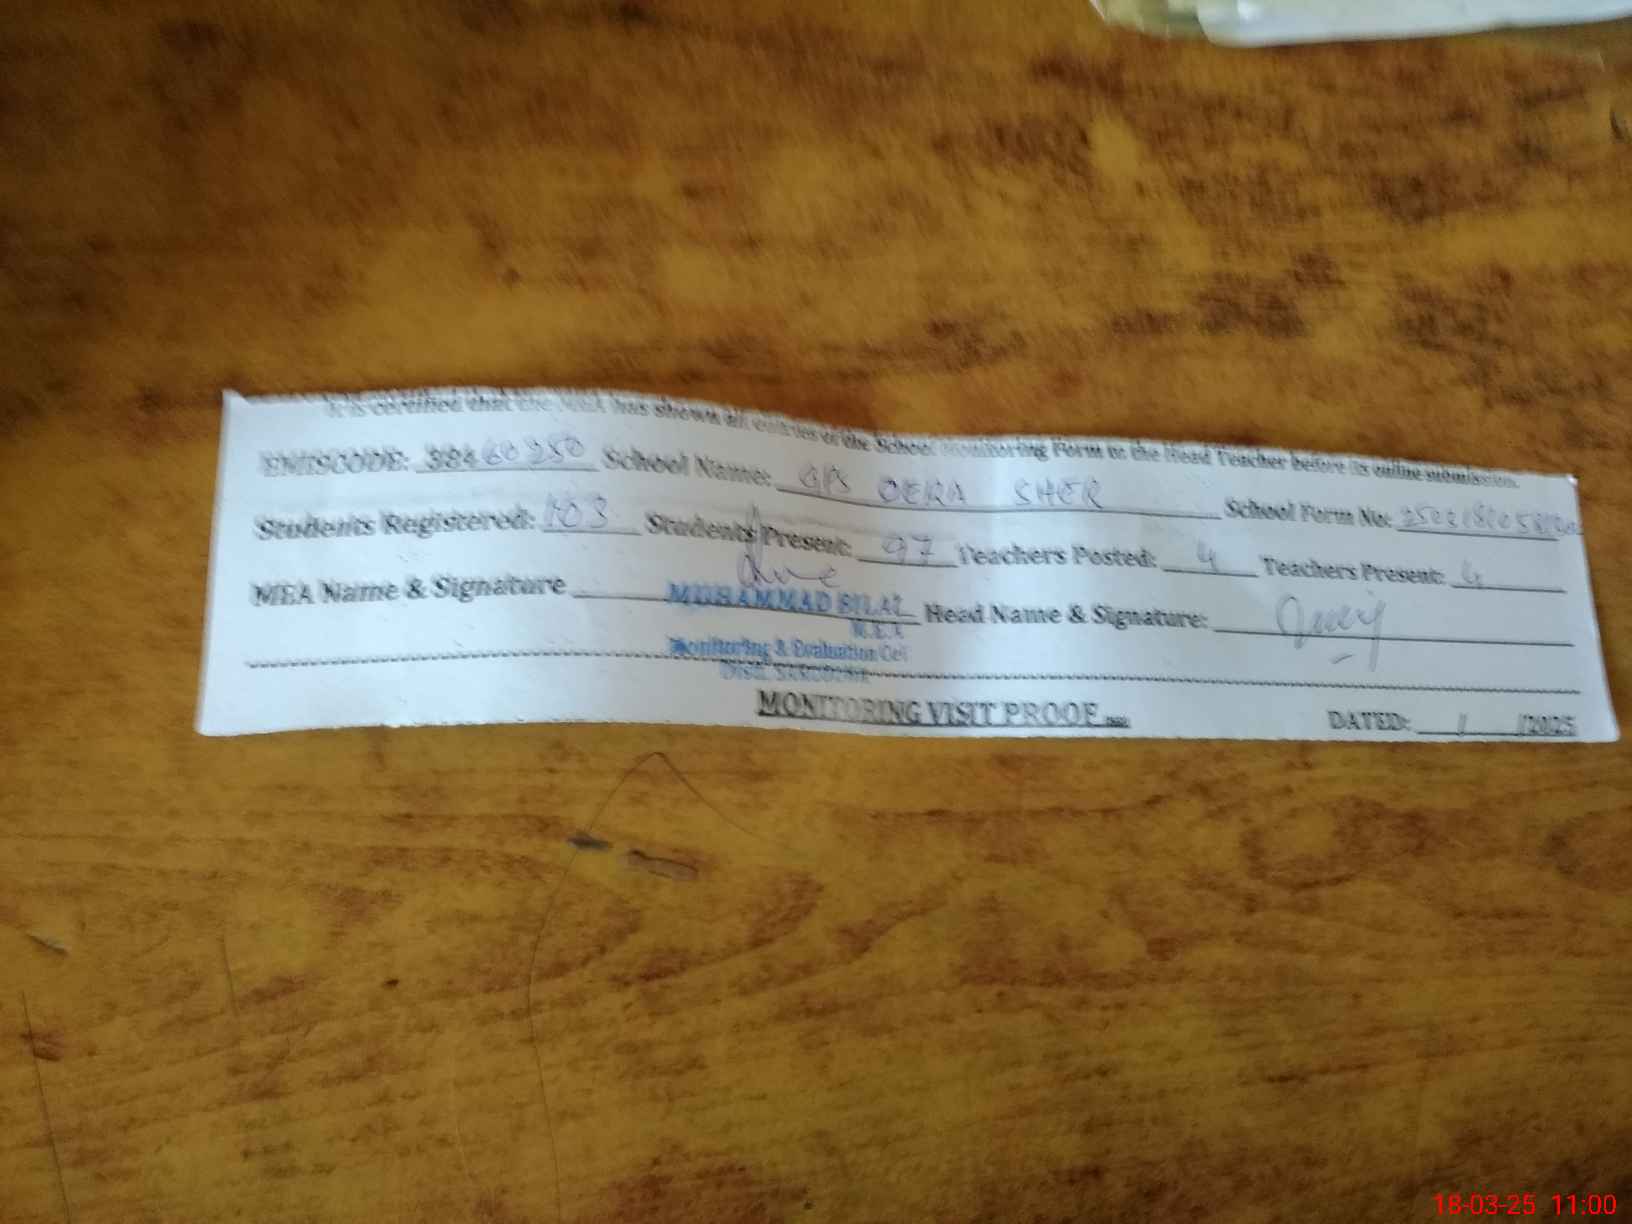 It is certified that the MEA has shown all entries of the School Monitoring Form to the Head Teacher before its online submission.
EMISCODE: 38460250 School Name: GPS DERA SHER School Form No:
Students Registered: 103 Students Present: 97 Teachers Posted: 4 Teachers Present: 4
MEA Name & Signature Head Name & Signature:
MUHAMMAD BILAL
M.E.A
Monitoring & Evaluation Cell
Distt. SARGODHA
MONITORING VISIT PROOF DATED: / /2025
18-03-25 11:00